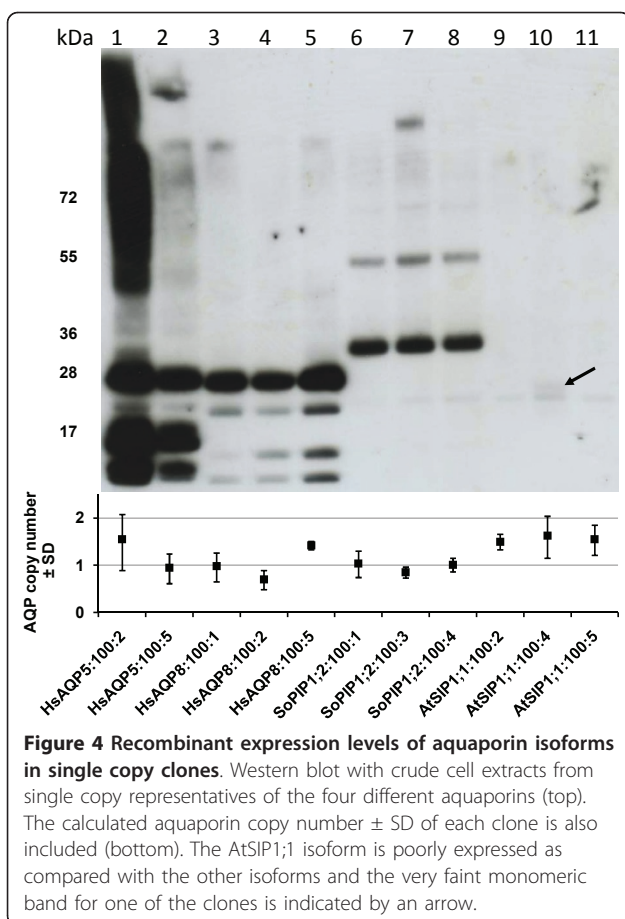 kDa 1 2 3 4 5 6 7 8 9 10 11
72
55
36
28
17
AQP copy number
± SD
2
1
0
HsAQP5:100:2
HsAQP5:100:5
HsAQP8:100:1
HsAQP8:100:2
HsAQP8:100:5
SoPIP1;2:100:1
SoPIP1;2:100:3
SoPIP1;2:100:4
AtSIP1;1:100:2
AtSIP1;1:100:4
AtSIP1;1:100:5
Figure 4 Recombinant expression levels of aquaporin isoforms
in single copy clones. Western blot with crude cell extracts from
single copy representatives of the four different aquaporins (top).
The calculated aquaporin copy number ± SD of each clone is also
included (bottom). The AtSIP1;1 isoform is poorly expressed as
compared with the other isoforms and the very faint monomeric
band for one of the clones is indicated by an arrow.